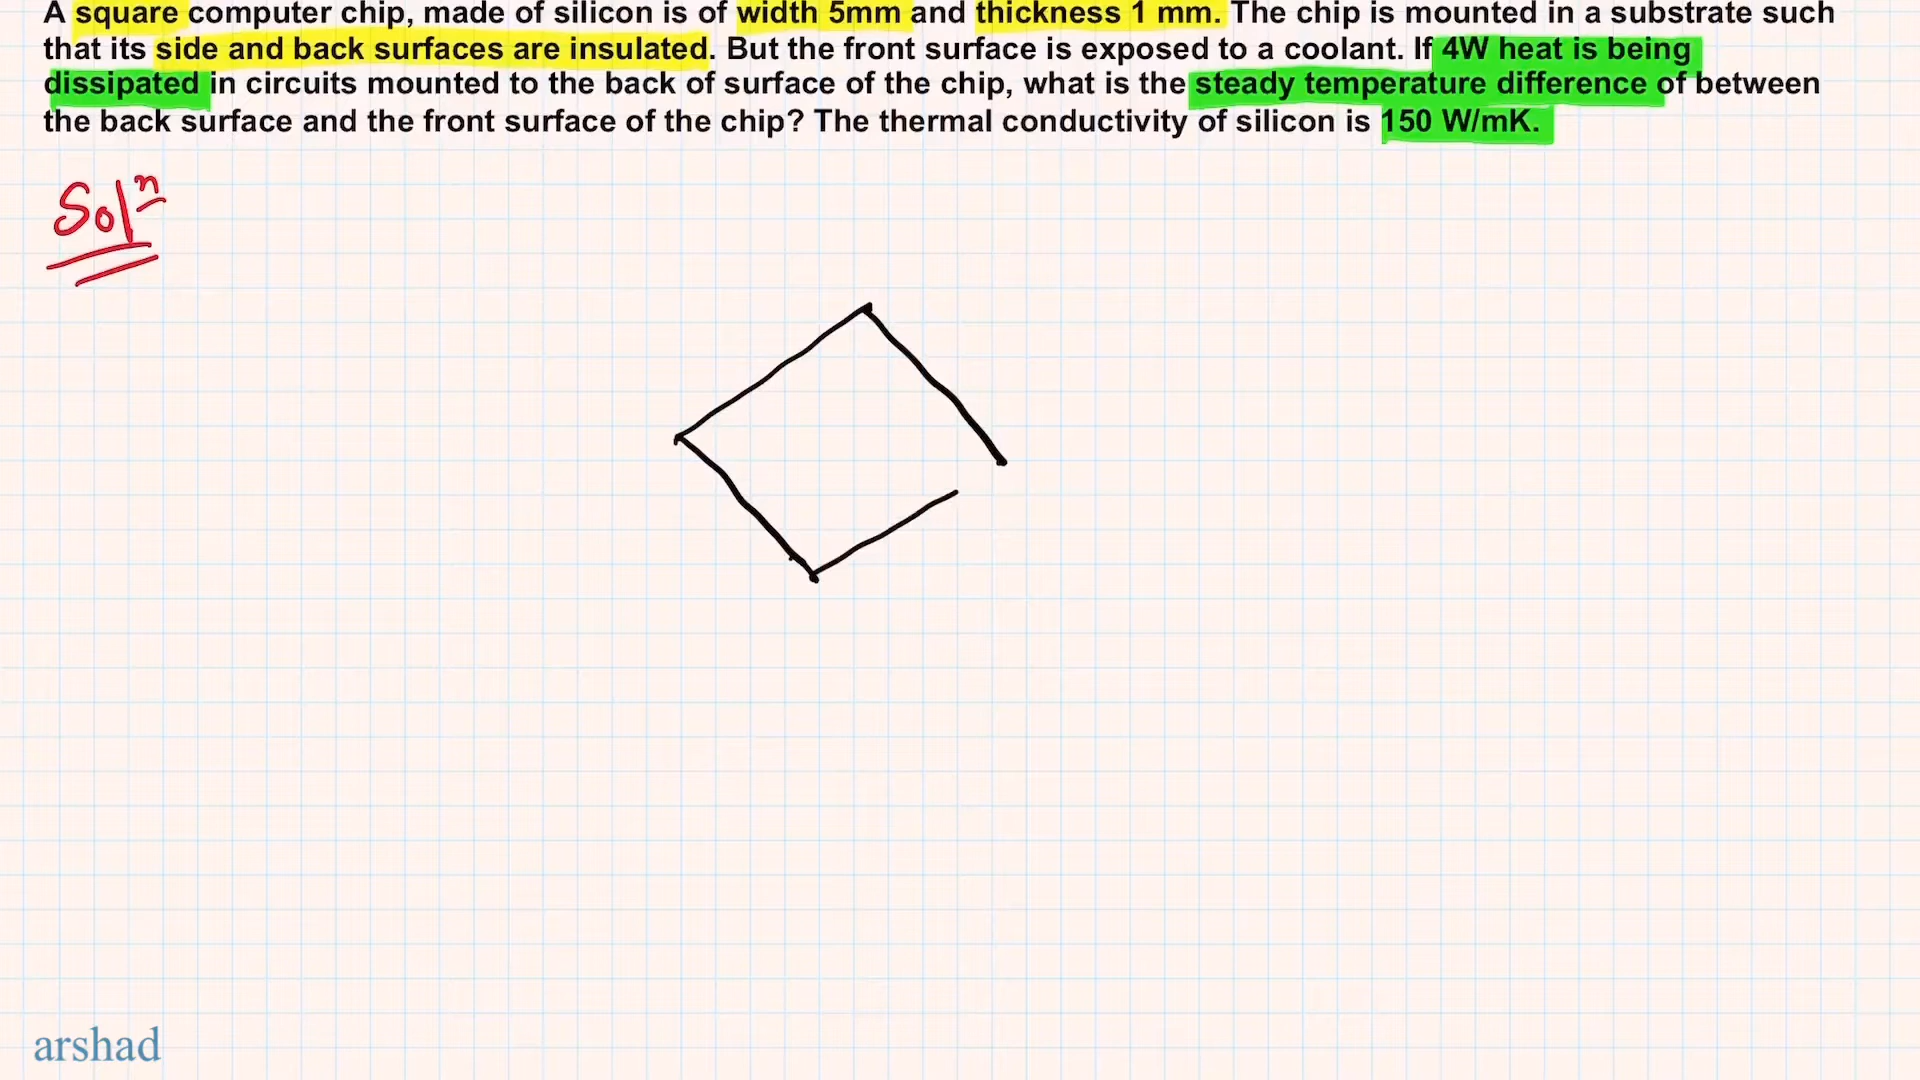 A square computer chip, made of silicon is of width 5mm and thickness 1 mm. The chip is mounted in a substrate such
that its side and back surfaces are insulated. But the front surface is exposed to a coolant. If 4W heat is being
dissipated in circuits mounted to the back of surface of the chip, what is the steady temperature difference of between
the back surface and the front surface of the chip? The thermal conductivity of silicon is 150 W/mK.
Solⁿ
arshad